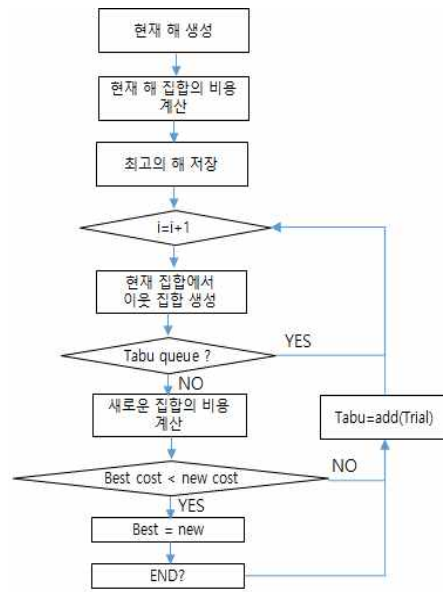 현재 해 생성
현재 해 집합의 비용
계산
최고의 해 저장
i=i+1
현재 집합에서
이웃 집합 생성
YES
Tabu queue ?
NO
새로운 집합의 비용
계산
Tabu=add(Trial)
NO
Best cost < new cost
YES
Best = new
END?